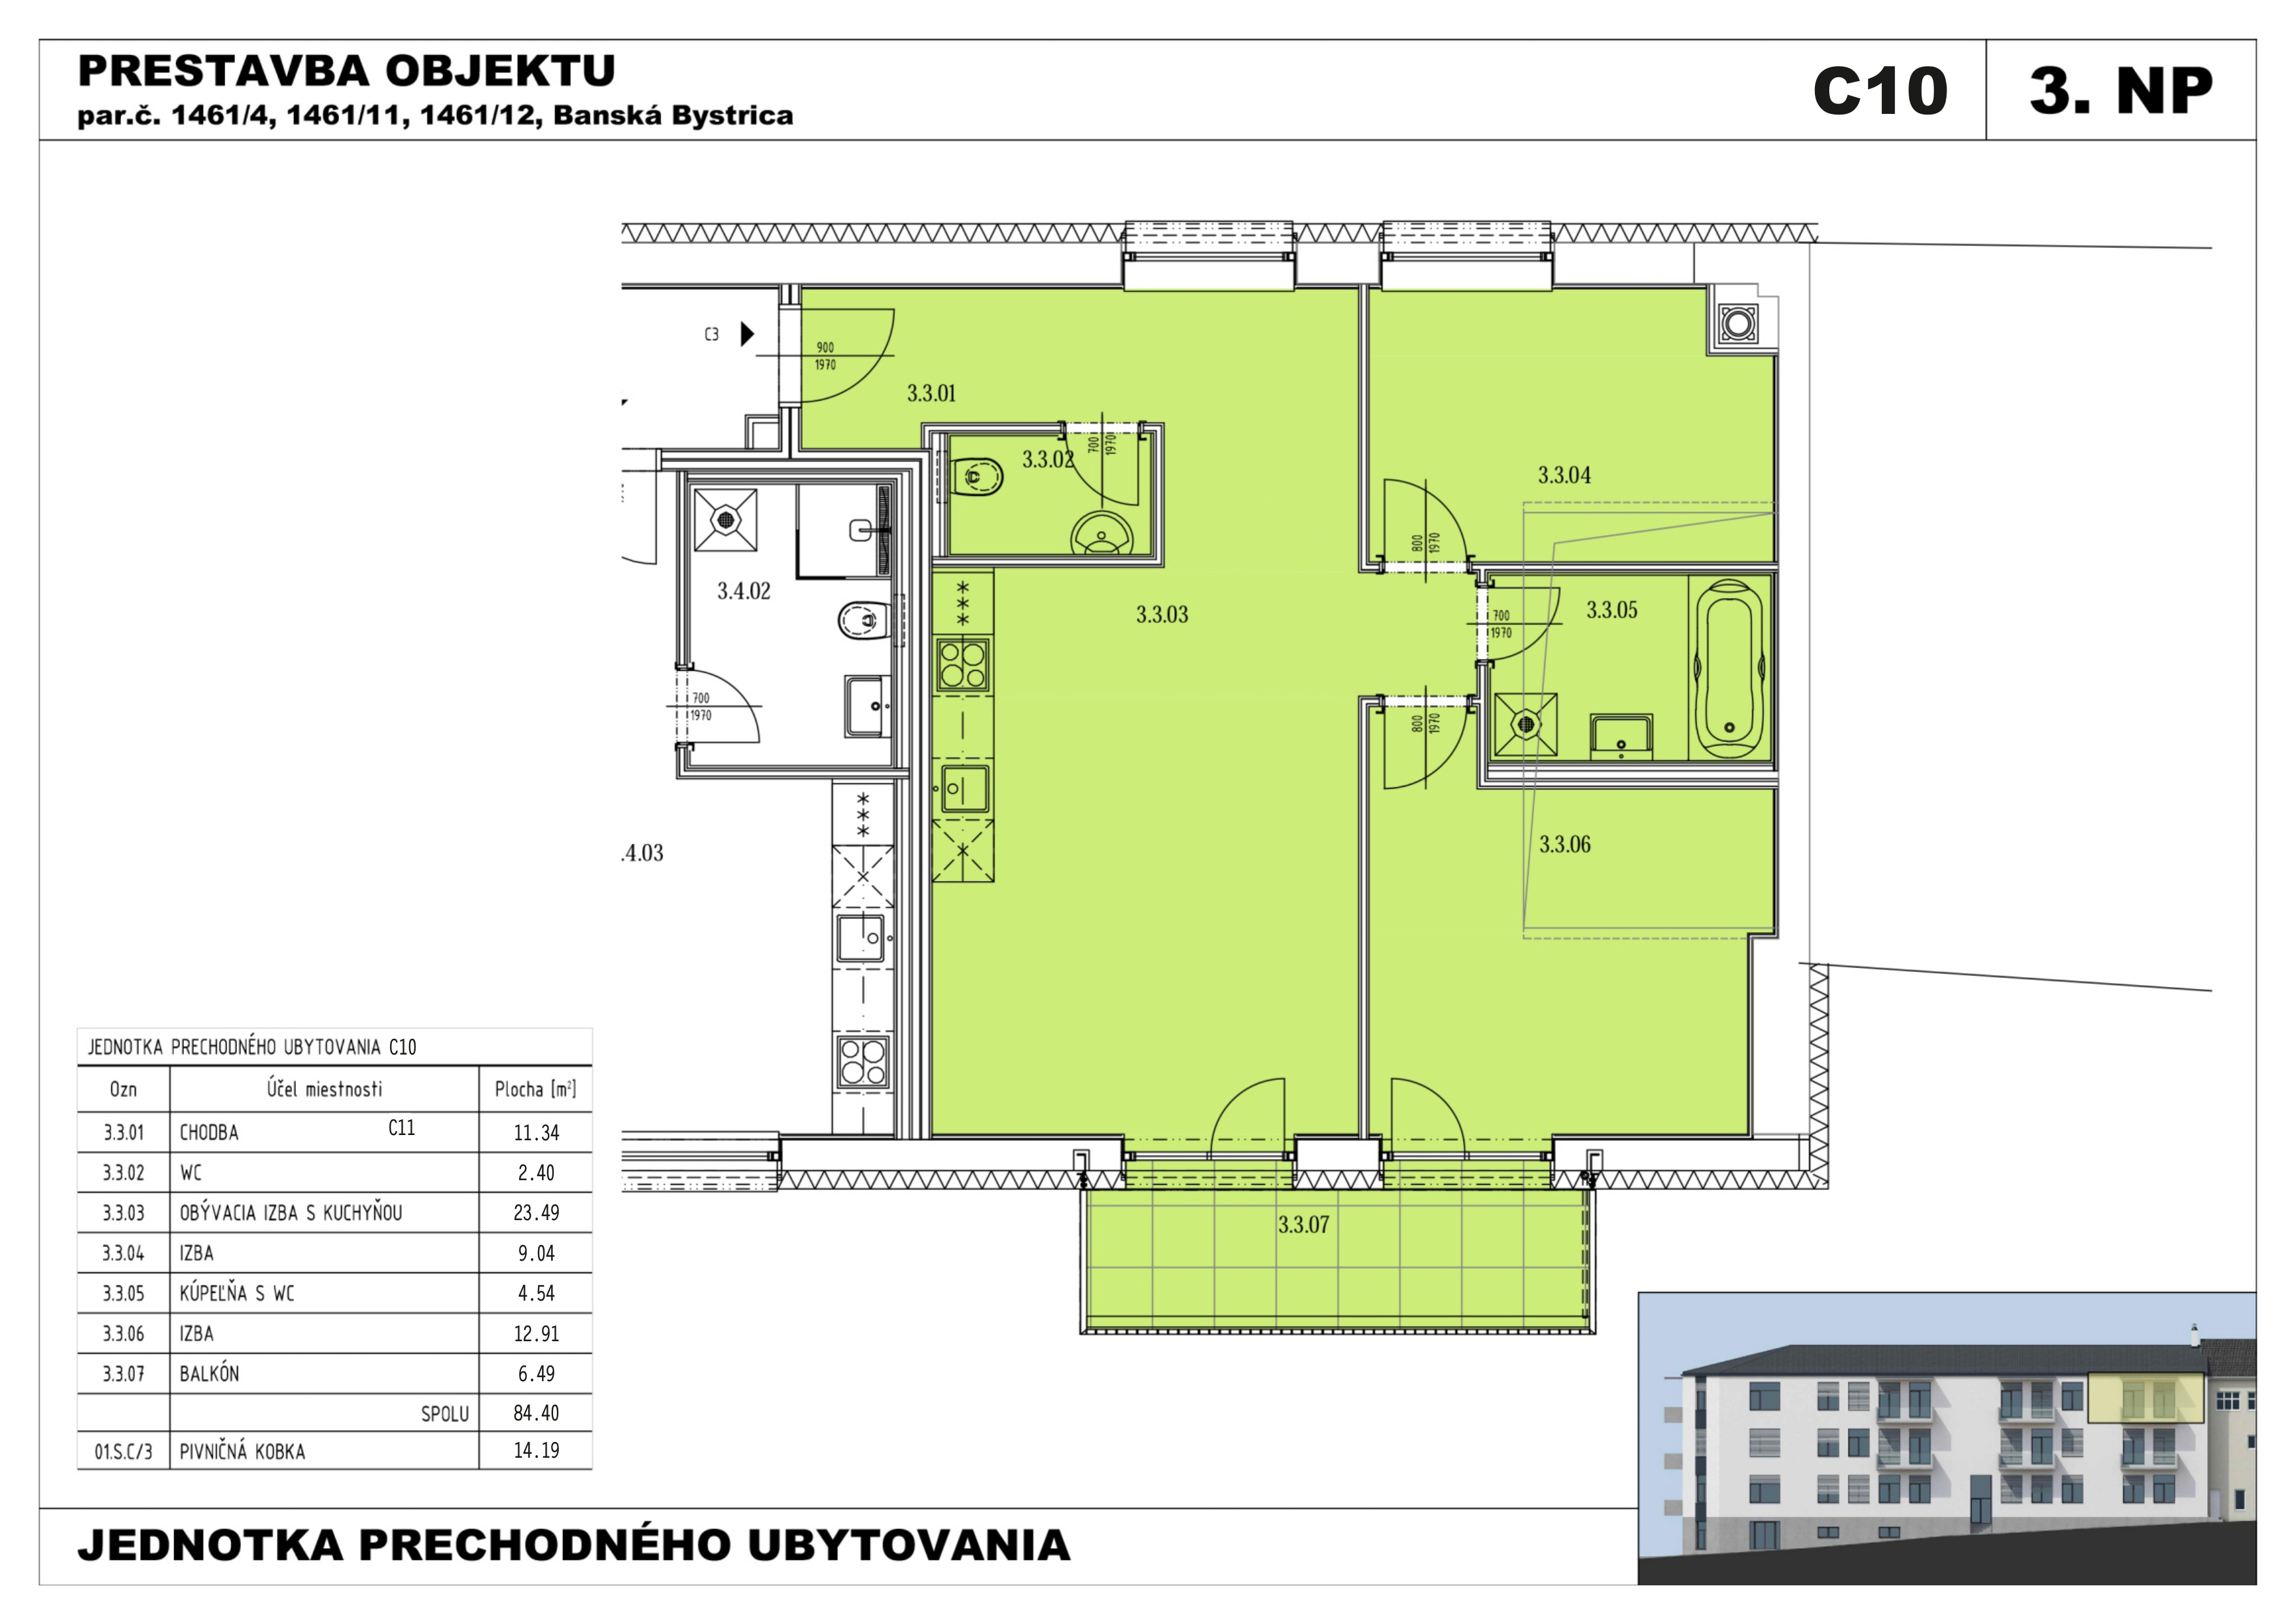 PRESTAVBA OBJEKTU
par.č. 1461/4, 1461/11, 1461/12, Banská Bystrica
C10
3. NP
C3
900
1970
3.3.01
700
1970
3.3.02
3.3.04
800
1970
3.4.02
3.3.03
3.3.05
700
1970
700
1970
800
1970
.4.03
3.3.06
3.3.07
JEDNOTKA PRECHODNÉHO UBYTOVANIA C10
Ozn Účel miestnosti Plocha [m²]
3.3.01 CHODBA C11 11.34
3.3.02 WC 2.40
3.3.03 OBÝVACIA IZBA S KUCHYŇOU 23.49
3.3.04 IZBA 9.04
3.3.05 KÚPEĽŇA S WC 4.54
3.3.06 IZBA 12.91
3.3.07 BALKÓN 6.49
SPOLU 84.40
01.S.C/3 PIVNIČNÁ KOBKA 14.19
JEDNOTKA PRECHODNÉHO UBYTOVANIA